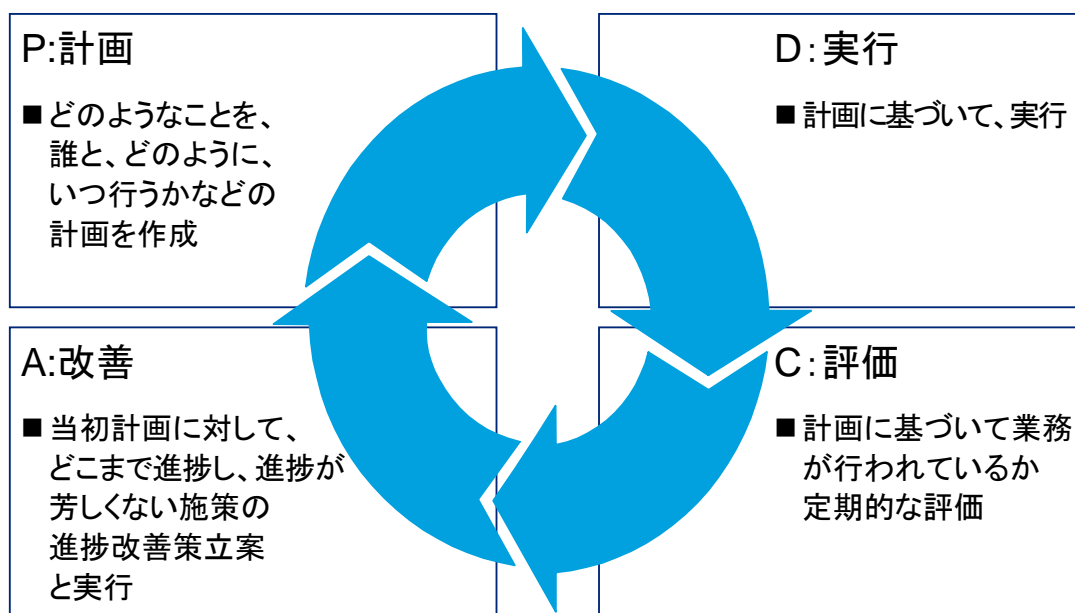 P:計画
■ どのようなことを、
誰と、どのように、
いつ行うかなどの
計画を作成
D:実行
■ 計画に基づいて、実行
A:改善
■ 当初計画に対して、
どこまで進捗し、進捗が
芳しくない施策の
進捗改善策立案
と実行
C:評価
■ 計画に基づいて業務
が行われているか
定期的な評価